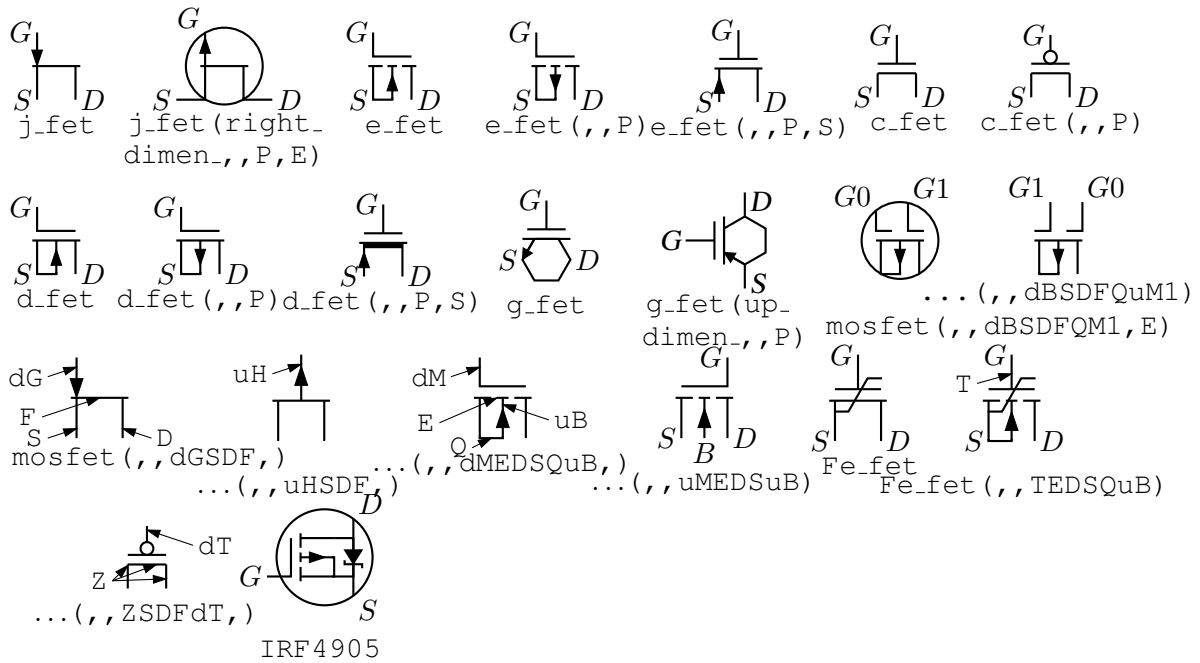 G G G G G G G
S D S D S D S D S D S D S D
j_fet j_fet(right_ e_fet e_fet(,,P) e_fet(,,P,S) c_fet c_fet(,,P)
dimen_,,P,E)
G G G G G D S G0 G1 G1 G0
S D S D S D S D
d_fet d_fet(,,P) d_fet(,,P,S) g_fet g_fet(up_ ...(,,dBSDFQuM1)
dimen_,,P) mosfet(,,dBSDFQM1,E)
dG uH dM G G T G
F E uB
S D Q S B D S D S D
mosfet(,,dGSDF,) ...(,,uHSDF,) ...(,,dMEDSQuB,) ...(,,uMEDSuB) Fe_fet Fe_fet(,,TEDSQuB)
dT D
Z G
...(,,ZSDFdT,) S
IRF4905